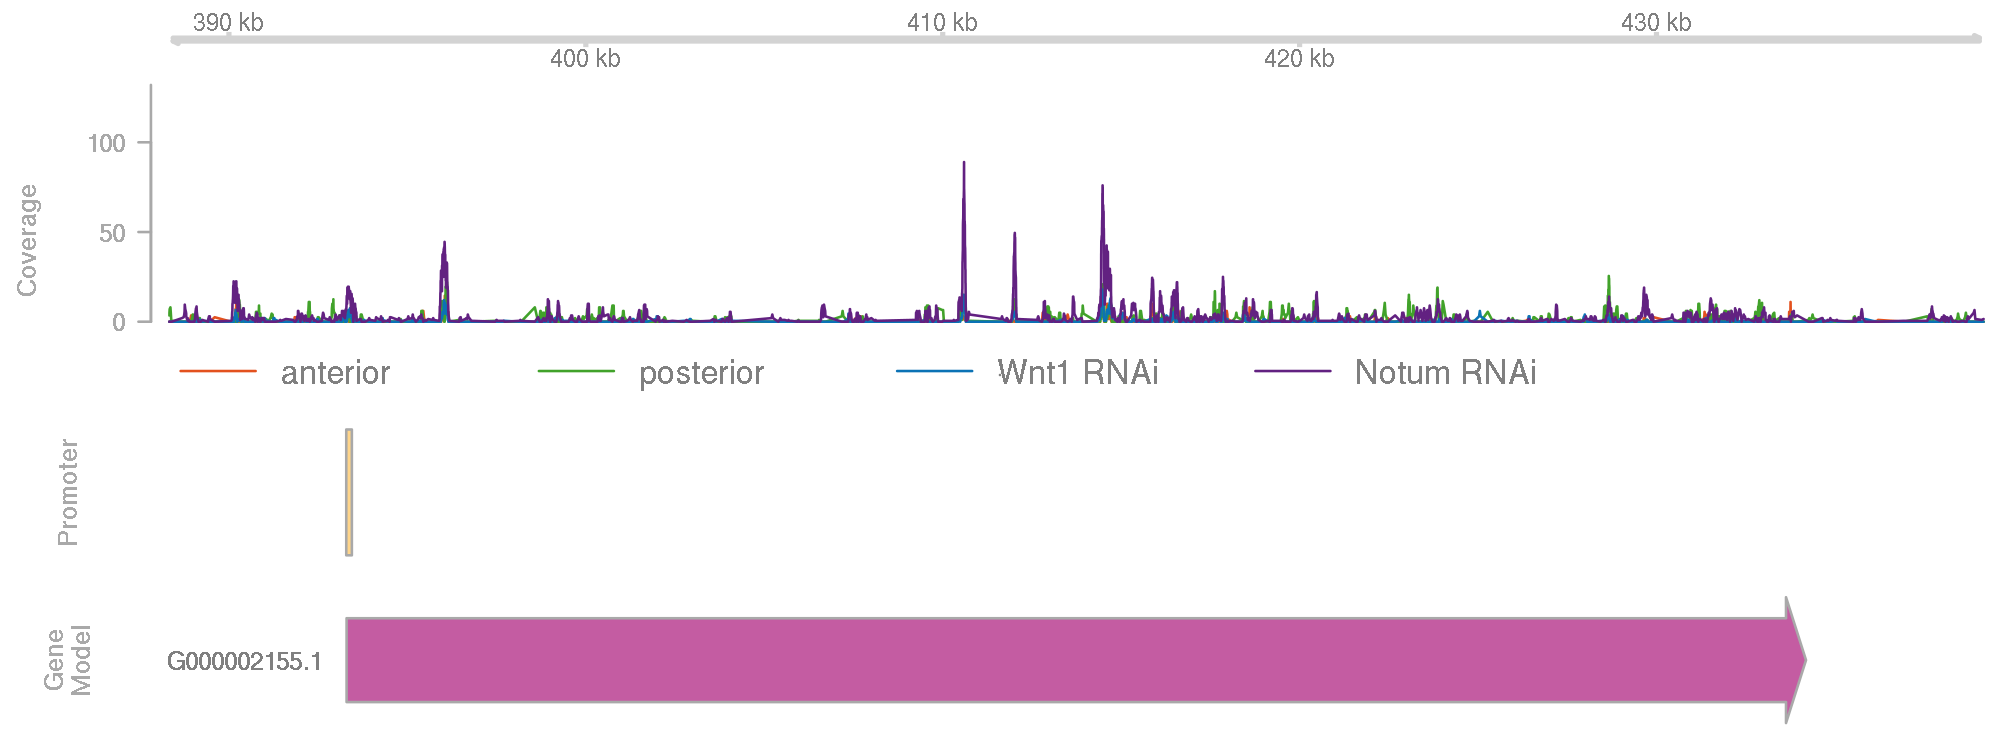 390 kb 410 kb 430 kb
400 kb 420 kb
Coverage
100
50
0
anterior posterior Wnt1 RNAi Notum RNAi
Promoter
Gene
Model
G000002155.1